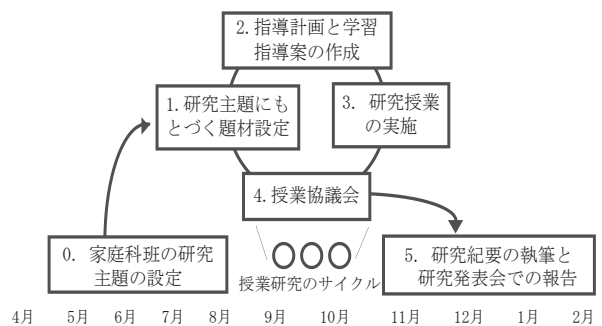 2. 指導計画と学習
指導案の作成
1. 研究主題にも
とづく題材設定
3. 研究授業
の実施
4. 授業協議会
0. 家庭科班の研究
主題の設定
5. 研究紀要の執筆と
研究発表会での報告
授業研究のサイクル
4月 5月 6月 7月 8月 9月 10月 11月 12月 1月 2月